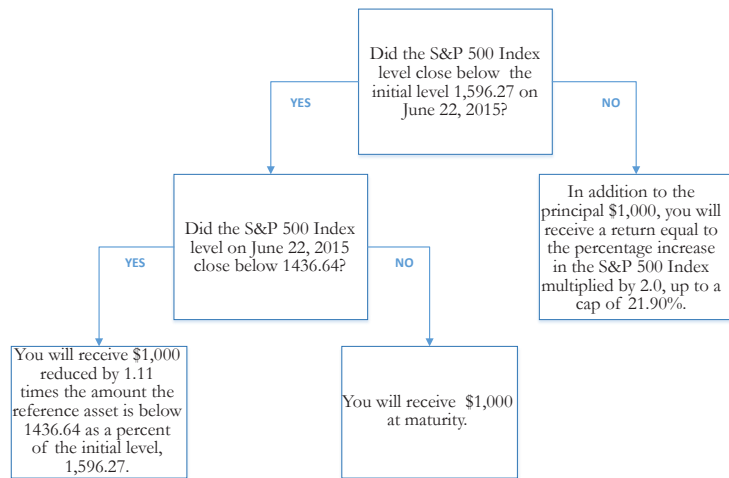 Did the S&P 500 Index
level close below the
initial level 1,596.27 on
June 22, 2015?
YES
NO
Did the S&P 500 Index
level on June 22, 2015
close below 1436.64?
In addition to the
principal $1,000, you will
receive a return equal to
the percentage increase
in the S&P 500 Index
multiplied by 2.0, up to a
cap of 21.90%.
YES
NO
You will receive $1,000
reduced by 1.11
times the amount the
reference asset is below
1436.64 as a percent
of the initial level,
1,596.27.
You will receive $1,000
at maturity.